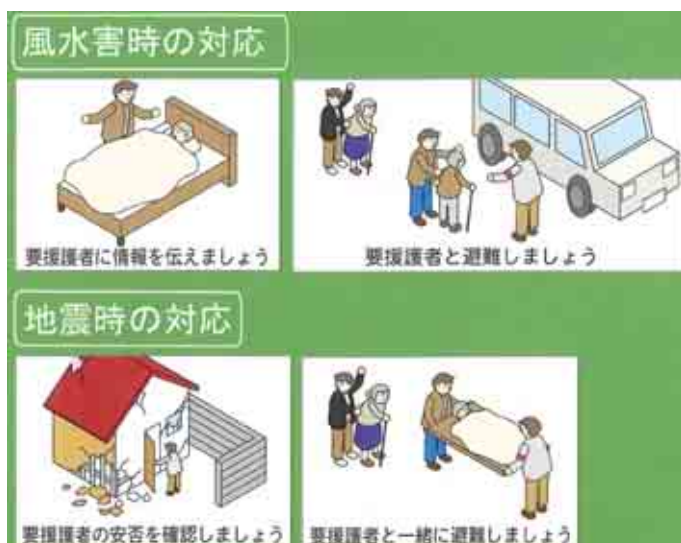 風水害時の対応
要援護者に情報を伝えましょう
要援護者と避難しましょう
地震時の対応
要援護者の安否を確認しましょう
要援護者と一緒に避難しましょう